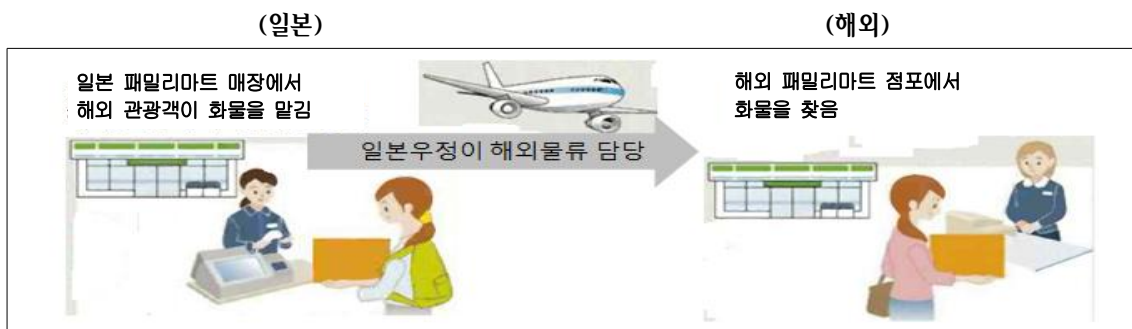 (일본)
(해외)
일본 패밀리마트 매장에서
해외 관광객이 화물을 맡김
해외 패밀리마트 점포에서
화물을 찾음
일본우정이 해외물류 담당